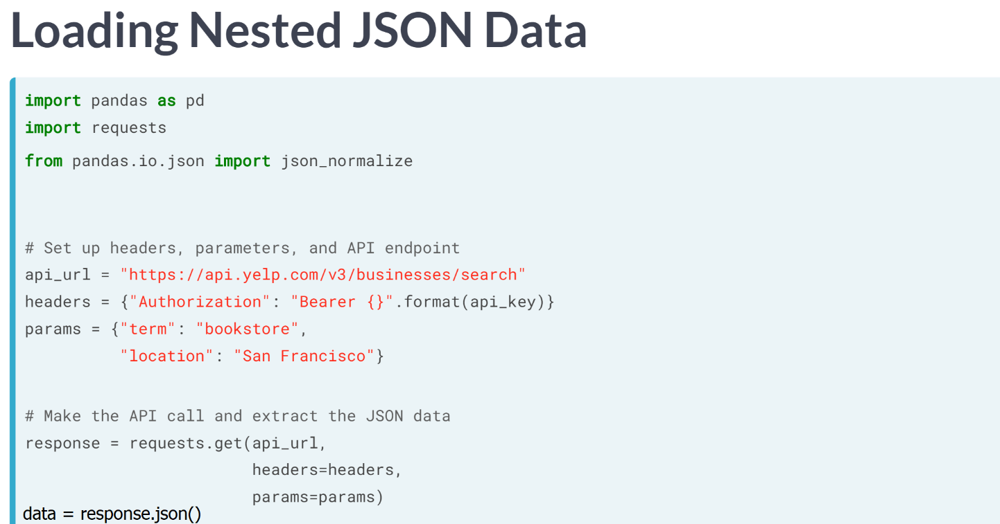 Loading Nested JSON Data
import pandas as pd
import requests
from pandas.io.json import json_normalize
# Set up headers, parameters, and API endpoint
api_url = "https://api.yelp.com/v3/businesses/search"
headers = {"Authorization": "Bearer {}".format(api_key)}
params = {"term": "bookstore",
          "location": "San Francisco"}
# Make the API call and extract the JSON data
response = requests.get(api_url,
                        headers=headers,
                        params=params)
data = response.json()